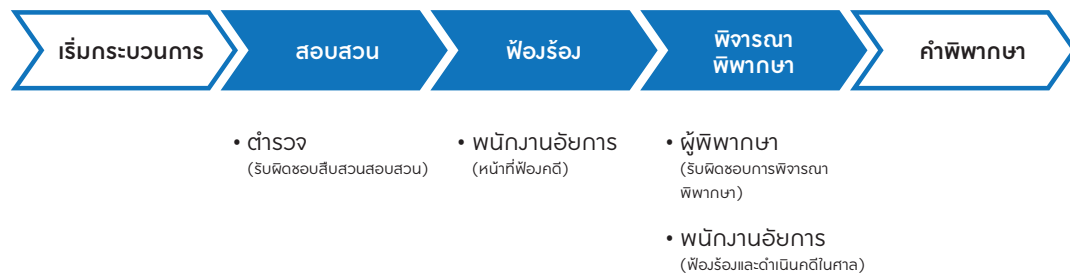 เริ่มกระบวนการ
สอบสวน
ฟ้องร้อง
พิจารณา
พิพากษา
คำพิพากษา
• ตำรวจ
(รับผิดชอบสืบสวนสอบสวน)
• พนักงานอัยการ
(หน้าที่ฟ้องคดี)
• ผู้พิพากษา
(รับผิดชอบการพิจารณา
พิพากษา)
• พนักงานอัยการ
(ฟ้องร้องและดำเนินคดีในศาล)